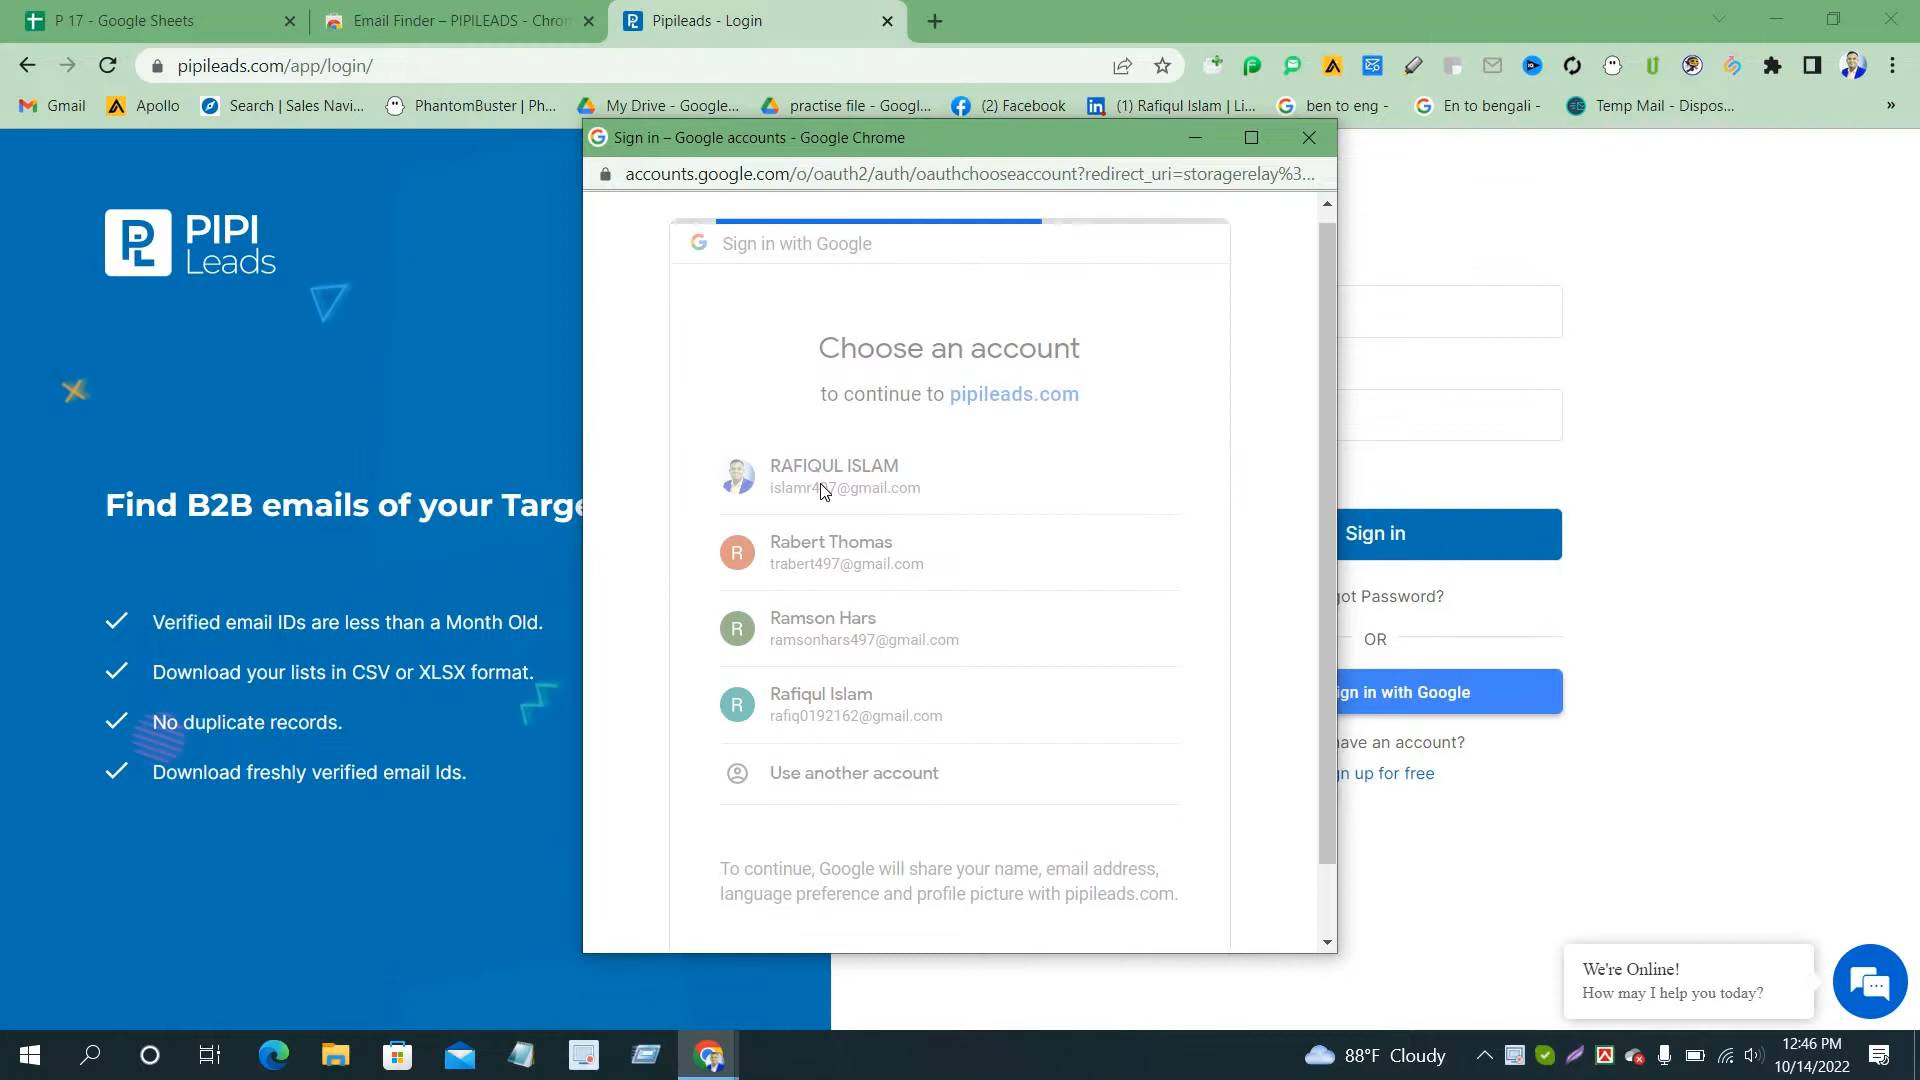 P 17 - Google Sheets
Email Finder – PIPILEADS - Chrom
Pipileads - Login
pipileads.com/app/login/
Gmail
Apollo
Search | Sales Navi...
PhantomBuster | Ph...
My Drive - Google...
practise file - Googl...
(2) Facebook
(1) Rafiqul Islam | Li...
ben to eng -
En to bengali -
Temp Mail - Dispos...
»
Sign in – Google accounts - Google Chrome
accounts.google.com/o/oauth2/auth/oauthchooseaccount?redirect_uri=storagerelay%3...
PIPI
Leads
Find B2B emails of your Targe
Verified email IDs are less than a Month Old.
Download your lists in CSV or XLSX format.
No duplicate records.
Download freshly verified email Ids.
Sign in with Google
Choose an account
to continue to pipileads.com
RAFIQUL ISLAM
R
Rabert Thomas
trabert497@gmail.com
R
Ramson Hars
ramsonhars497@gmail.com
R
Rafiqul Islam
rafiq0192162@gmail.com
Use another account
To continue, Google will share your name, email address,
language preference and profile picture with pipileads.com.
Sign in
got Password?
OR
ign in with Google
have an account?
gn up for free
We're Online!
How may I help you today?
88°F Cloudy
12:46 PM
10/14/2022